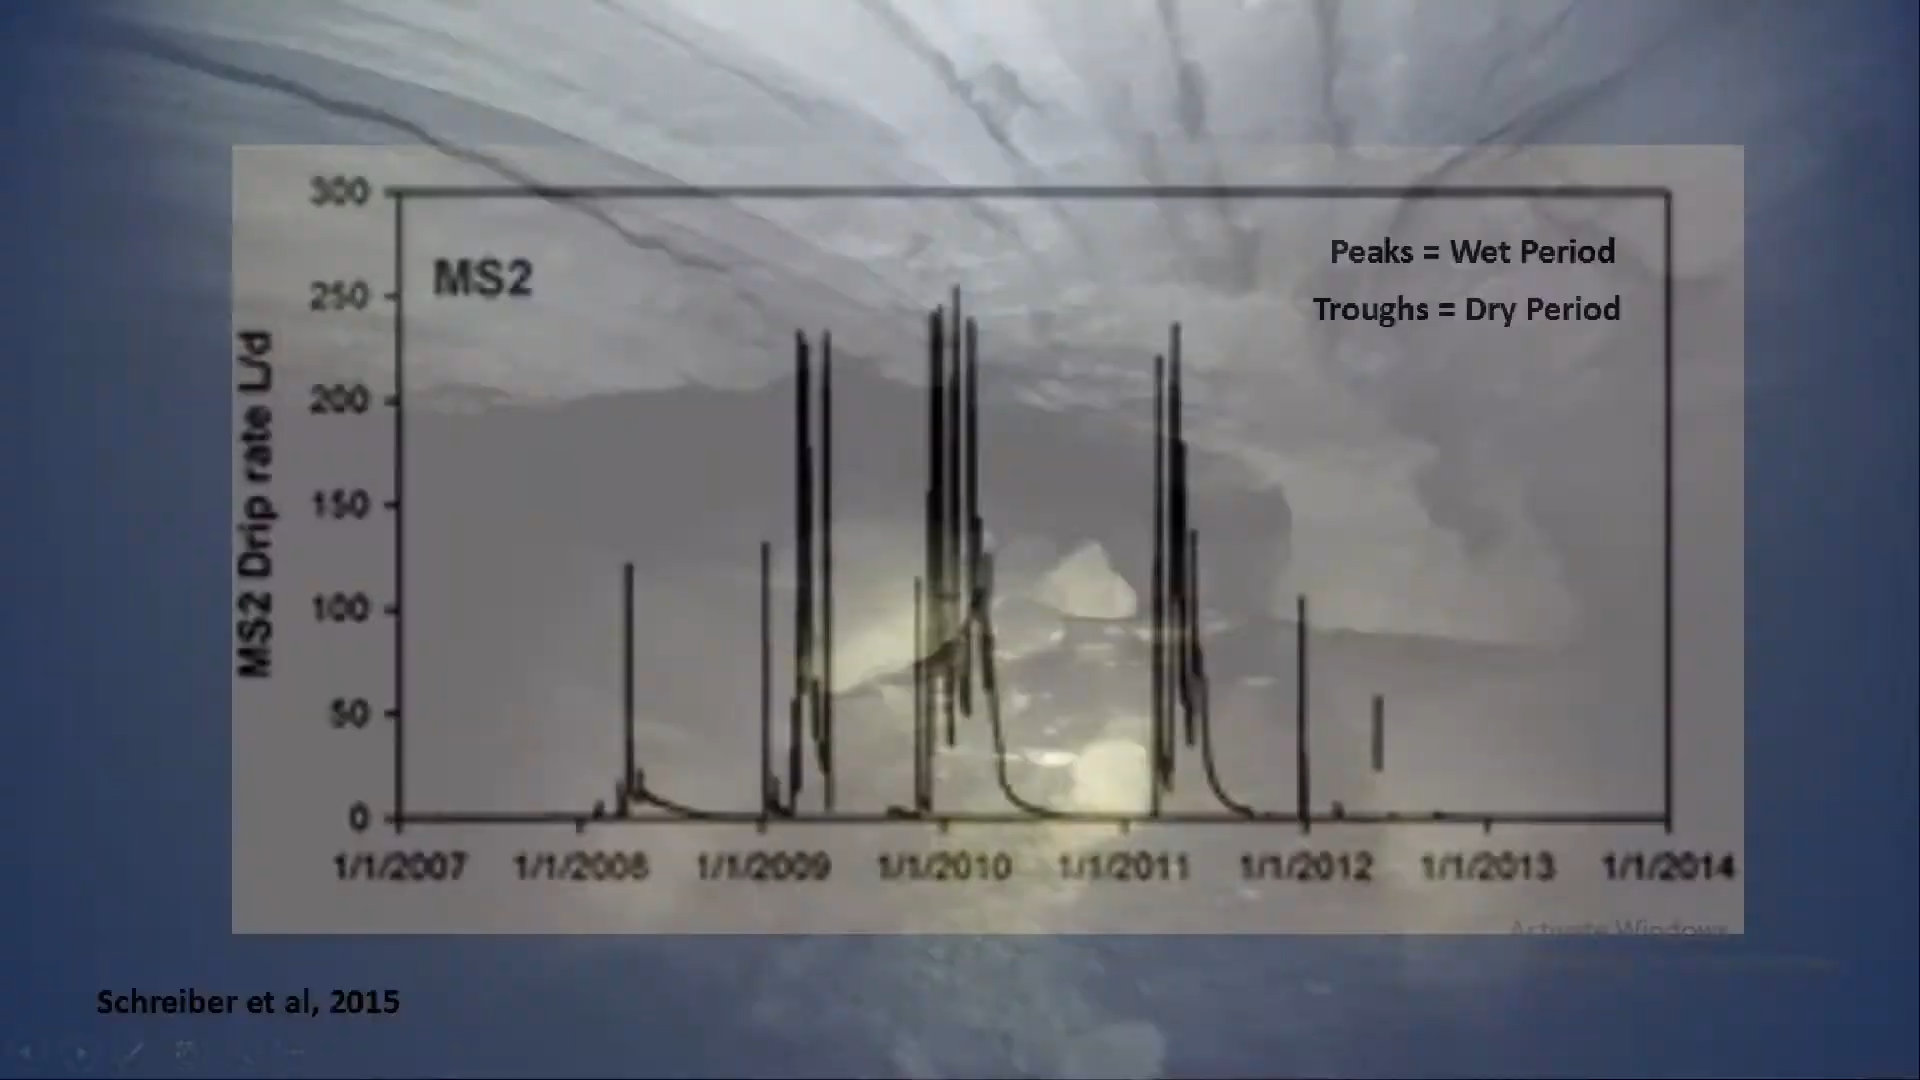 300
Peaks = Wet Period
MS2
250
Troughs = Dry Period
MS2 Drip rate L/d
200
150
100
50
0
1/1/2007 1/1/2008 1/1/2009 1/1/2010 1/1/2011 1/1/2012 1/1/2013 1/1/2014
Activate Windows
Schreiber et al, 2015